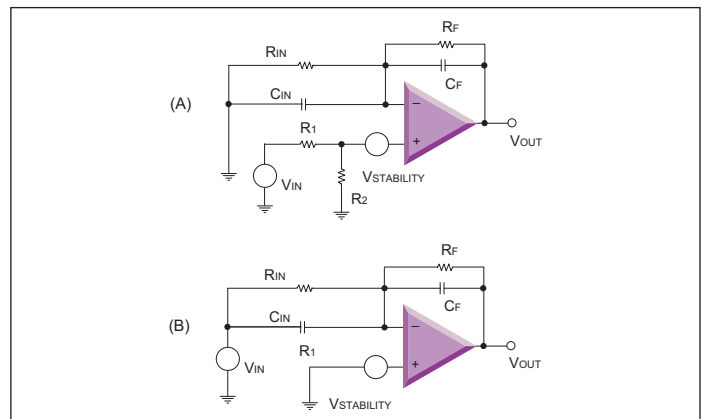 RF
RIN
CF
CIN
(A)
R1
VOUT
VSTABILITY
VIN
R2
RF
RIN
CF
CIN
(B)
R1
VOUT
VIN
VSTABILITY
−
+
−
+